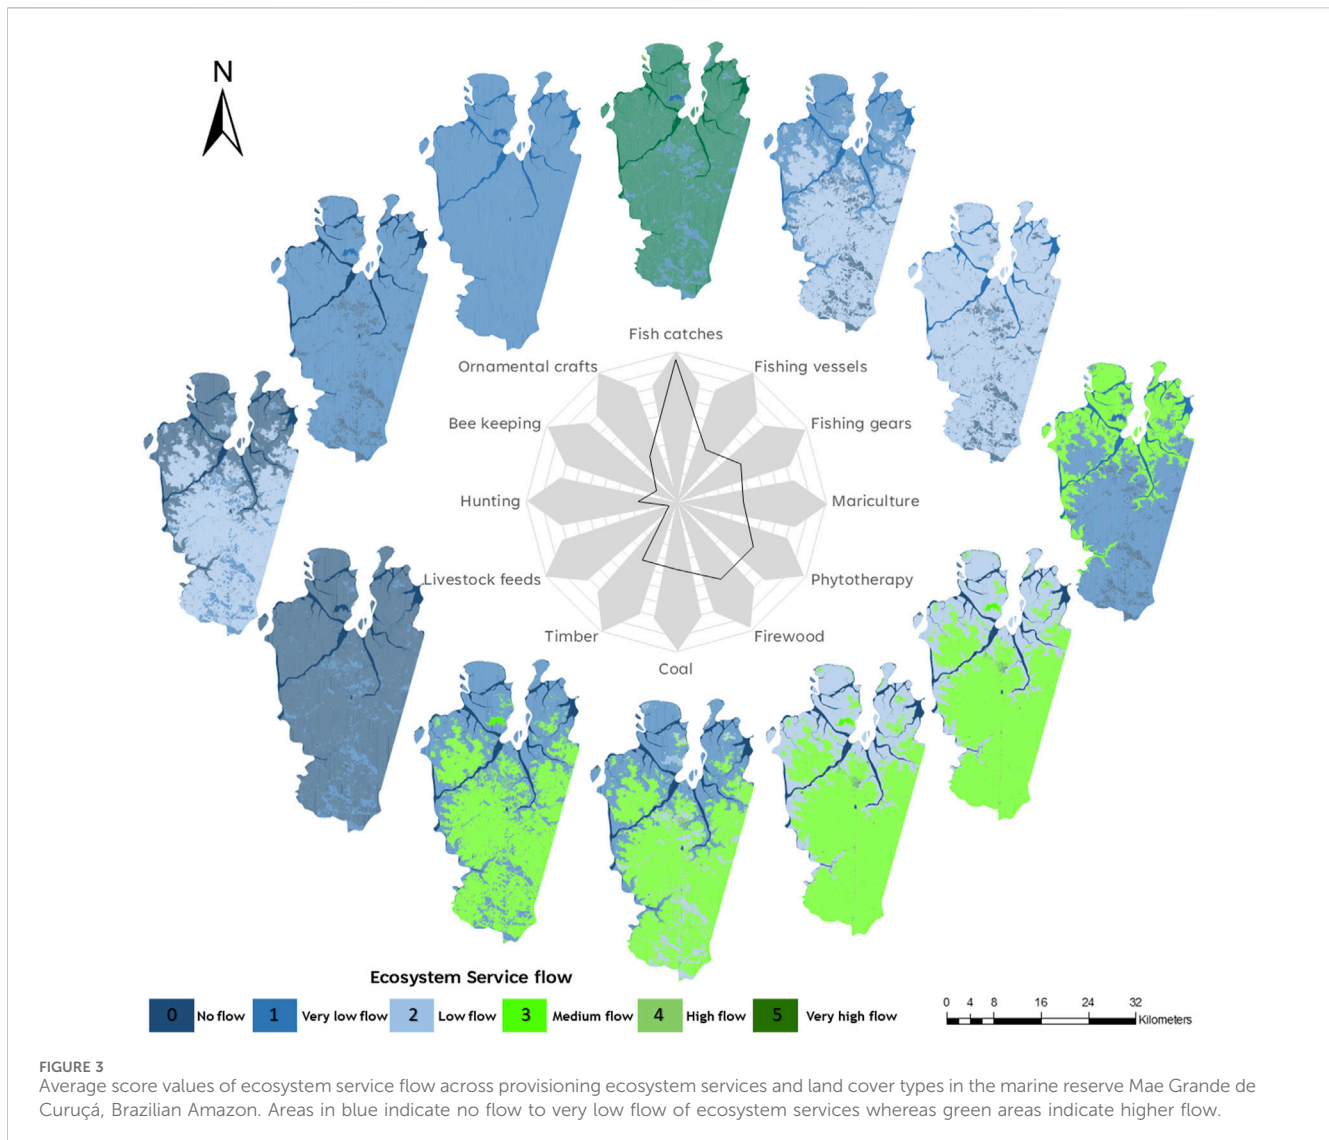 N
Fish catches
Ornamental crafts
Fishing vessels
Bee keeping
Fishing gears
Hunting
Mariculture
Livestock feeds
Phytotherapy
Timber
Firewood
Coal
Ecosystem Service flow
0 No flow 1 Very low flow 2 Low flow 3 Medium flow 4 High flow 5 Very high flow
0 4 8 16 24 32
Kilometers
FIGURE 3
Average score values of ecosystem service flow across provisioning ecosystem services and land cover types in the marine reserve Mae Grande de
Curuçá, Brazilian Amazon. Areas in blue indicate no flow to very low flow of ecosystem services whereas green areas indicate higher flow.